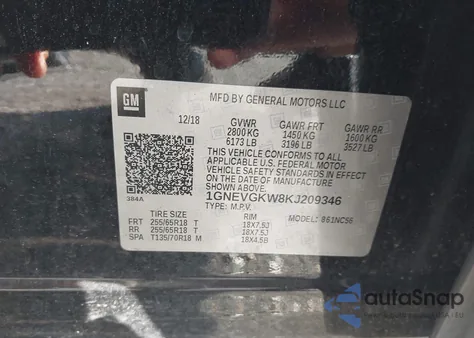 GM
MFD BY GENERAL MOTORS LLC
12/18
GVWR GAWR FRT GAWR RR
2800 KG 1450 KG 1600 KG
6173 LB 3196 LB 3527 LB
THIS VEHICLE CONFORMS TO ALL
APPLICABLE U.S. FEDERAL MOTOR
VEHICLE SAFETY STANDARDS IN
EFFECT ON THE DATE OF MANUFACTURE
384A
1GNEVGKW8KJ209346
TYPE: M.P.V. MODEL: 861NC56
TIRE SIZE RIM
FRT 255/65R18 T 18X7.5J
RR 255/65R18 T 18X7.5J
SPA T135/70R18 M 18X4.5B
autoSnap